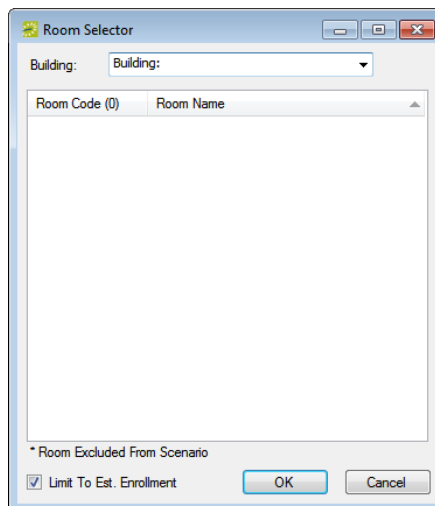 Room Selector
Building: Building:
Room Code (0) Room Name
* Room Excluded From Scenario
Limit To Est. Enrollment OK Cancel